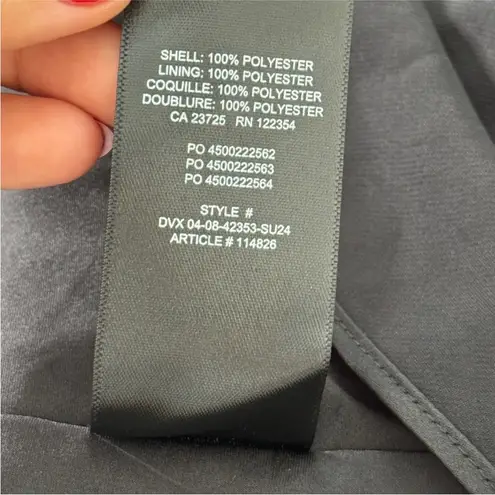 SHELL: 100% POLYESTER
LINING: 100% POLYESTER
COQUILLE: 100% POLYESTER
DOUBLURE: 100% POLYESTER
CA 23725 RN 122354
PO 4500222562
PO 4500222563
PO 4500222564
STYLE #
DVX 04-08-42353-SU24
ARTICLE # 114826